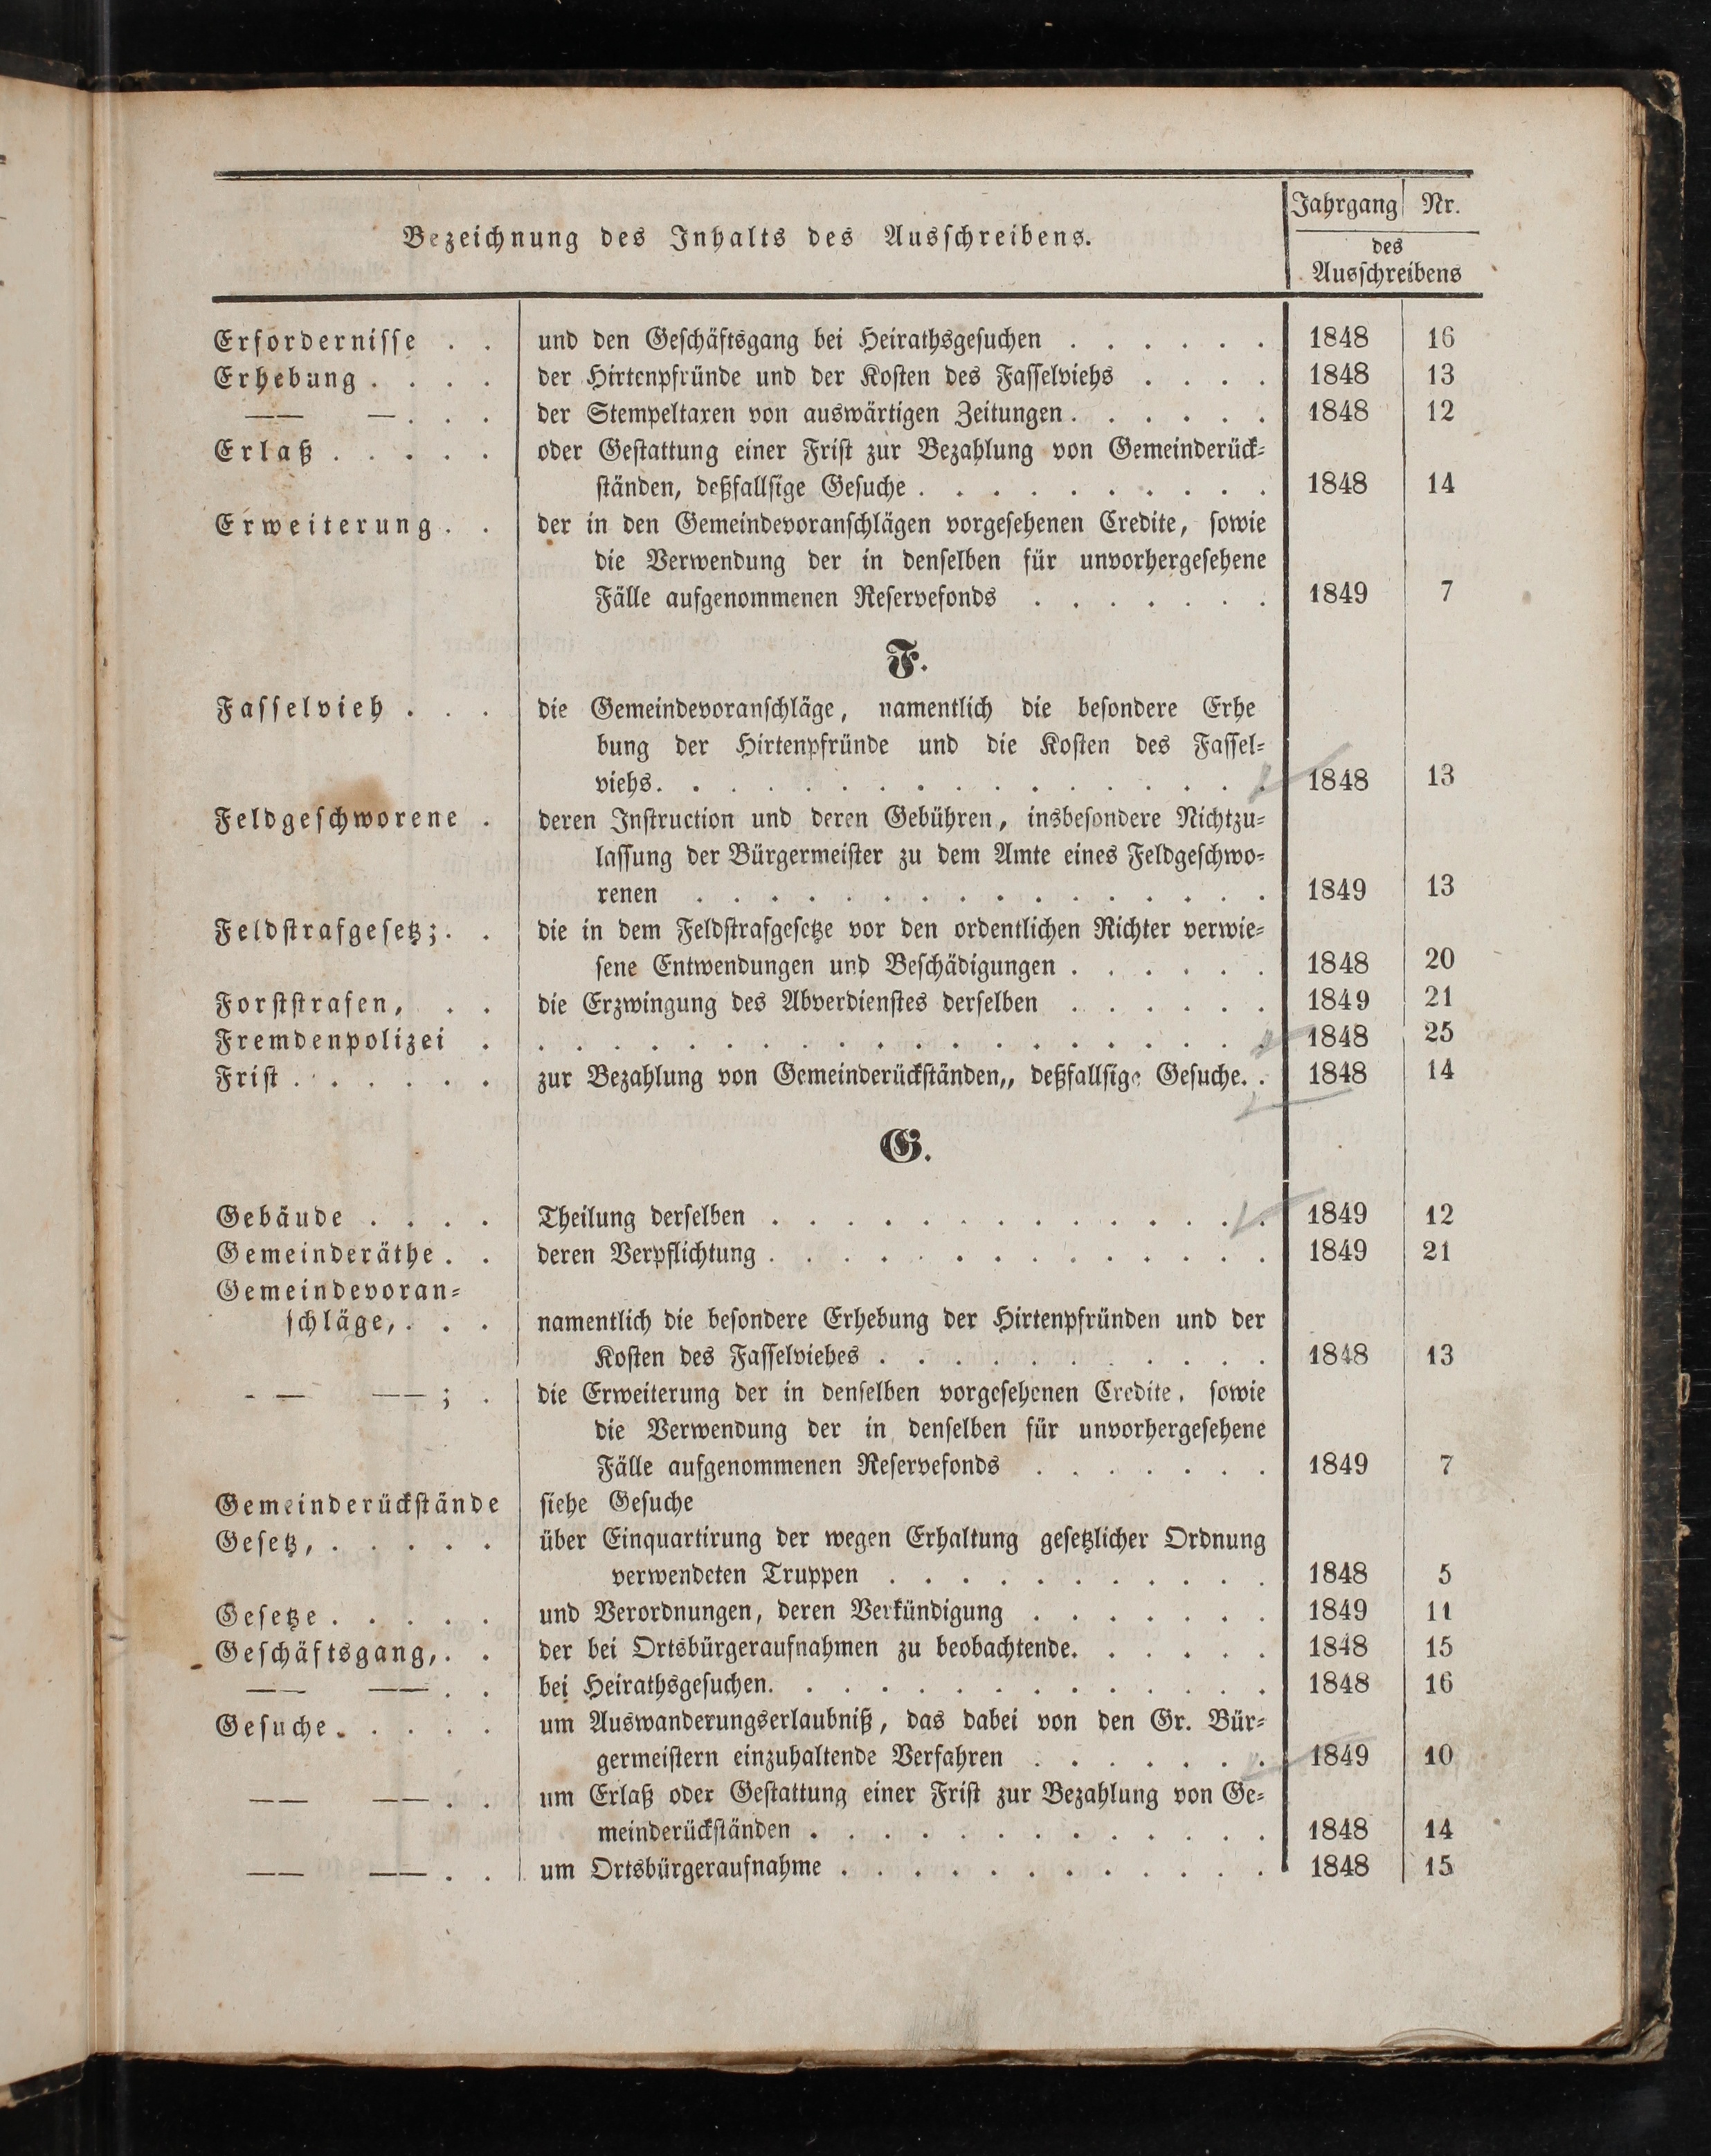 Bezeichnung des Inhalts des Ausschreibens.
Jahrgang Nr.
des
Ausschreibens
Erfordernisse . . und den Geschäftsgang bei Heirathsgesuchen . . . . . . 1848 16
Erhebung . . . . der Hirtenpfründe und der Kosten des Fasselviehs . . . . 1848 13
—— — . . . der Stempeltaxen von auswärtigen Zeitungen . . . . . . 1848 12
Erlaß . . . . . oder Gestattung einer Frist zur Bezahlung von Gemeinderück-
ständen, deßfallsige Gesuche . . . . . . . . . . 1848 14
Erweiterung . . der in den Gemeindevoranschlägen vorgesehenen Credite, sowie
die Verwendung der in denselben für unvorhergesehene
Fälle aufgenommenen Reservefonds . . . . . . . 1849 7
F.
Fasselvieh . . . die Gemeindevoranschläge, namentlich die besondere Erhe
bung der Hirtenpfründe und die Kosten des Fassel-
viehs. . . . . . . . . . . . . . . . . 1848 13
Feldgeschworene . deren Instruction und deren Gebühren, insbesondere Nichtzu-
lassung der Bürgermeister zu dem Amte eines Feldgeschwo-
renen . . . . . . . . . . . . . . . . 1849 13
Feldstrafgesetz; . . die in dem Feldstrafgesetze vor den ordentlichen Richter verwie-
sene Entwendungen und Beschädigungen . . . . . . 1848 20
Forststrafen, . . die Erzwingung des Abverdienstes derselben . . . . . . 1849 21
Fremdenpolizei . . . . . . . . . . . . . . . . . . . . . 1848 25
Frist . . . . . . zur Bezahlung von Gemeinderückständen,, deßfallsige Gesuche. . 1848 14
G.
Gebäude . . . . Theilung derselben . . . . . . . . . . . . . . 1849 12
Gemeinderäthe . . deren Verpflichtung . . . . . . . . . . . . . . 1849 21
Gemeindevoran-
schläge, . . . namentlich die besondere Erhebung der Hirtenpfründen und der
Kosten des Fasselviehes . . . . . . . . . . . 1848 13
- — —— ; . die Erweiterung der in denselben vorgesehenen Credite, sowie
die Verwendung der in denselben für unvorhergesehene
Fälle aufgenommenen Reservefonds . . . . . . . 1849 7
Gemeinderückstände siehe Gesuche
Gesetz, . . . . . über Einquartirung der wegen Erhaltung gesetzlicher Ordnung
verwendeten Truppen . . . . . . . . . . . 1848 5
Gesetze . . . . . und Verordnungen, deren Verkündigung . . . . . . . 1849 11
Geschäftsgang, . . der bei Ortsbürgeraufnahmen zu beobachtende. . . . . . 1848 15
—— —— . . bei Heirathsgesuchen. . . . . . . . . . . . . . 1848 16
Gesuche . . . . . um Auswanderungserlaubniß, das dabei von den Gr. Bür-
germeistern einzuhaltende Verfahren . . . . . . . 1849 10
—— —— . . um Erlaß oder Gestattung einer Frist zur Bezahlung von Ge-
meinderückständen . . . . . . . . . . . . . 1848 14
—— —— . . um Ortsbürgeraufnahme . . . . . . . . . . . . 1848 15